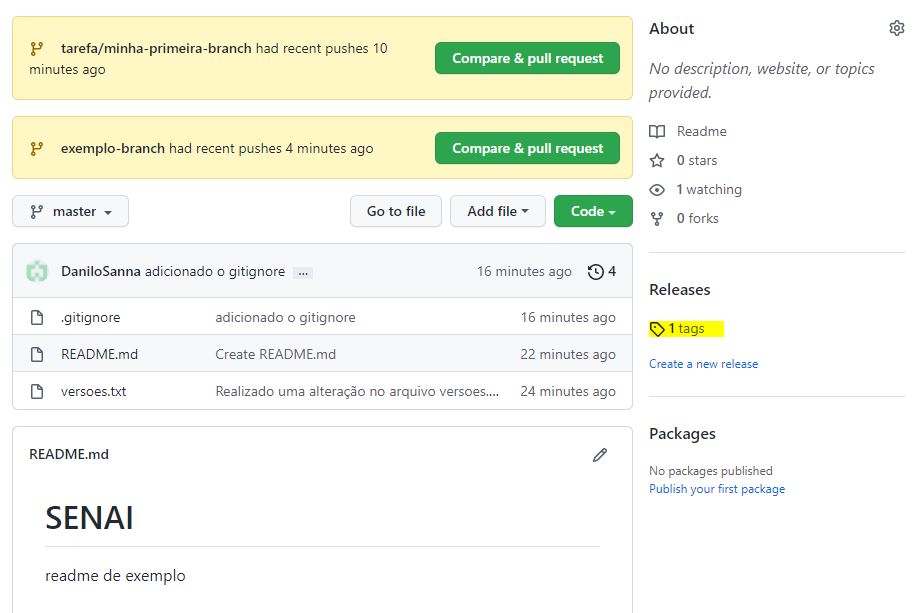 tarefa/minha-primeira-branch had recent pushes 10
minutes ago
Compare & pull request
exemplo-branch had recent pushes 4 minutes ago
Compare & pull request
master
Go to file
Add file
Code
DaniloSanna adicionado o gitignore ...
16 minutes ago
4
.gitignore
adicionado o gitignore
16 minutes ago
README.md
Create README.md
22 minutes ago
versoes.txt
Realizado uma alteração no arquivo versoes....
24 minutes ago
README.md
SENAI
readme de exemplo
About
No description, website, or topics
provided.
Readme
0 stars
1 watching
0 forks
Releases
1 tags
Create a new release
Packages
No packages published
Publish your first package